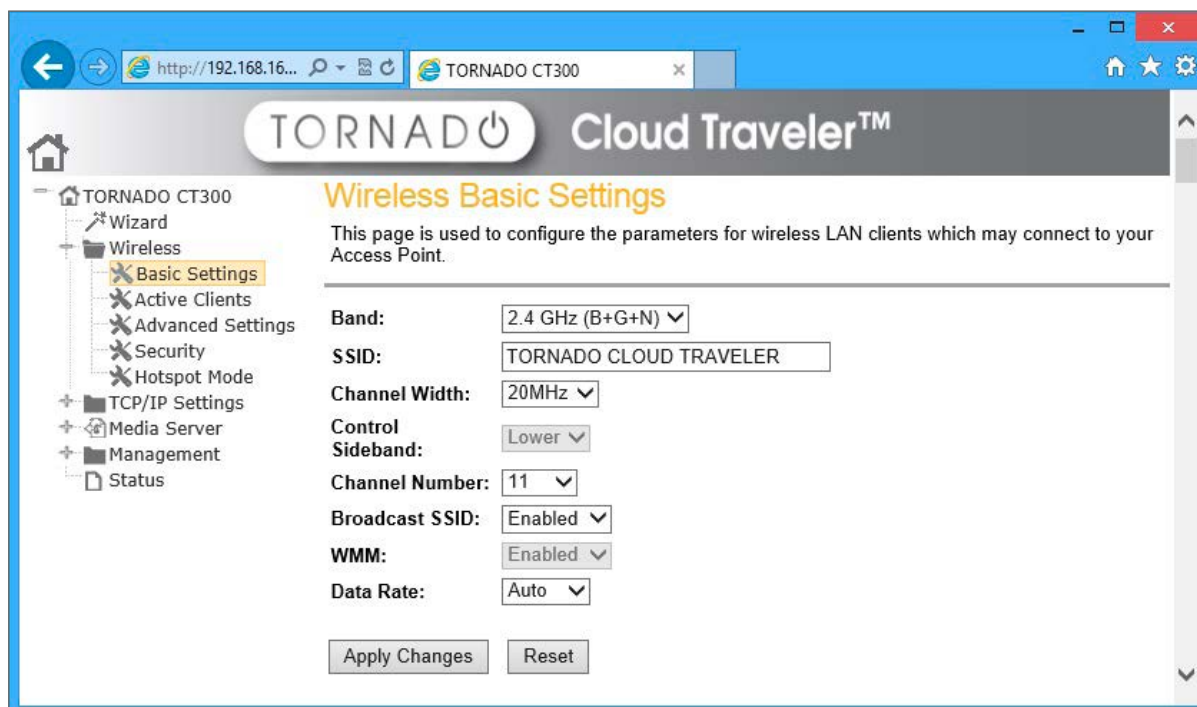 http://192.168.16...
TORNADO CT300
TORNADO Cloud Traveler™
TORNADO CT300
Wizard
Wireless
Basic Settings
Active Clients
Advanced Settings
Security
Hotspot Mode
TCP/IP Settings
Media Server
Management
Status
Wireless Basic Settings
This page is used to configure the parameters for wireless LAN clients which may connect to your
Access Point.
Band: 2.4 GHz (B+G+N)
SSID: TORNADO CLOUD TRAVELER
Channel Width: 20MHz
Control
Sideband: Lower
Channel Number: 11
Broadcast SSID: Enabled
WMM: Enabled
Data Rate: Auto
Apply Changes Reset